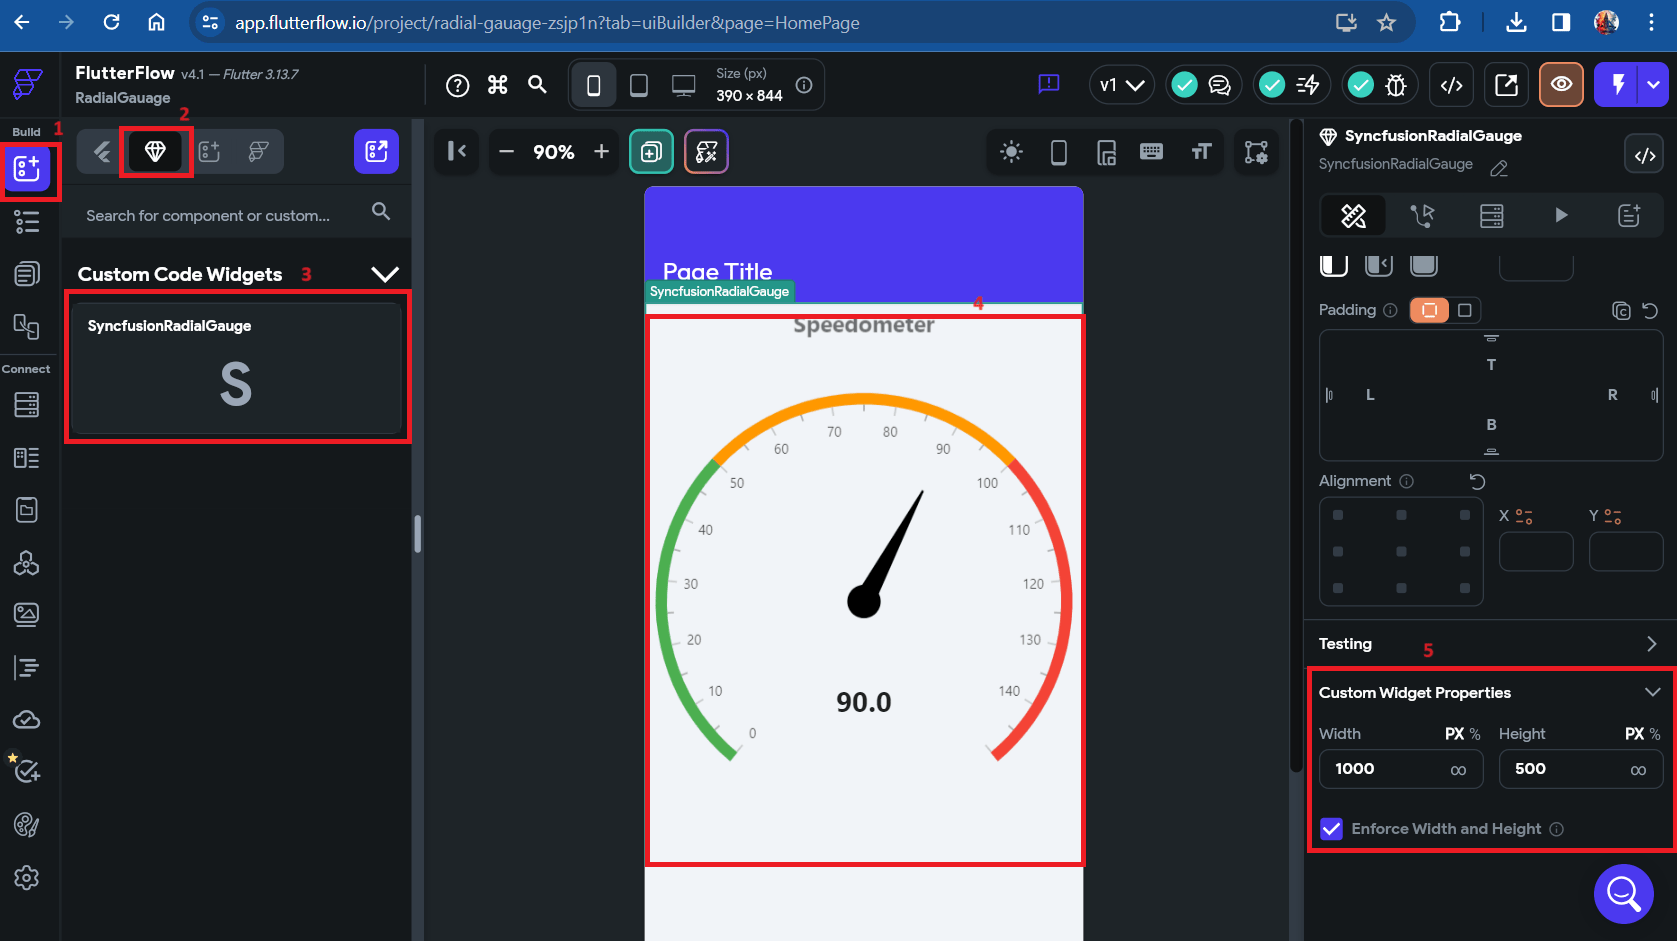 app.flutterflow.io/project/radial-gauage-zsjp1n?tab=uiBuilder&page=HomePage
FlutterFlow v4.1 — Flutter 3.13.7
RadialGauage
Size (px)
390 × 844
v1
Build 1
2
90%
Search for component or custom...
Custom Code Widgets 3
SyncfusionRadialGauge
S
Connect
Page Title
SyncfusionRadialGauge
4
Speedometer
0
10
20
30
40
50
60
70
80
90
100
110
120
130
140
90.0
SyncfusionRadialGauge
SyncfusionRadialGauge
Padding
T
L
R
B
Alignment
X
Y
Testing
5
Custom Widget Properties
Width PX % Height PX %
1000 ∞ 500 ∞
Enforce Width and Height